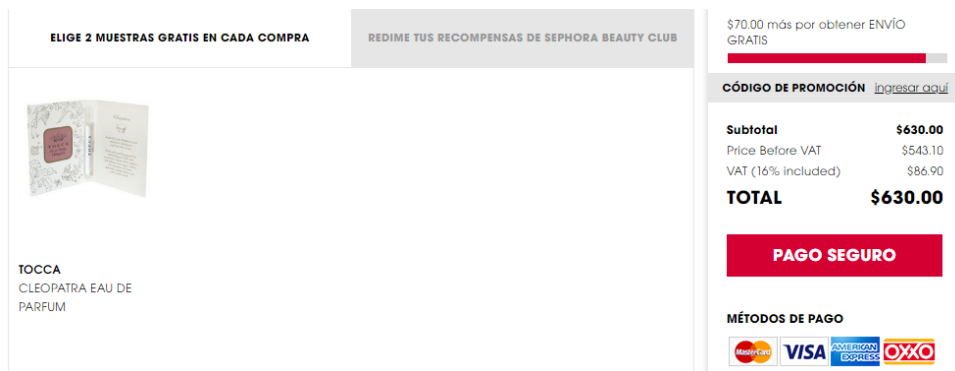 ELIGE 2 MUESTRAS GRATIS EN CADA COMPRA
REDIME TUS RECOMPENSAS DE SEPHORA BEAUTY CLUB
TOCCA
TOCCA
CLEOPATRA EAU DE
PARFUM
$70.00 más por obtener ENVÍO
GRATIS
CÓDIGO DE PROMOCIÓN ingresar aquí
Subtotal $630.00
Price Before VAT $543.10
VAT (16% included) $86.90
TOTAL $630.00
PAGO SEGURO
MÉTODOS DE PAGO
MasterCard VISA AMERICAN EXPRESS OXXO